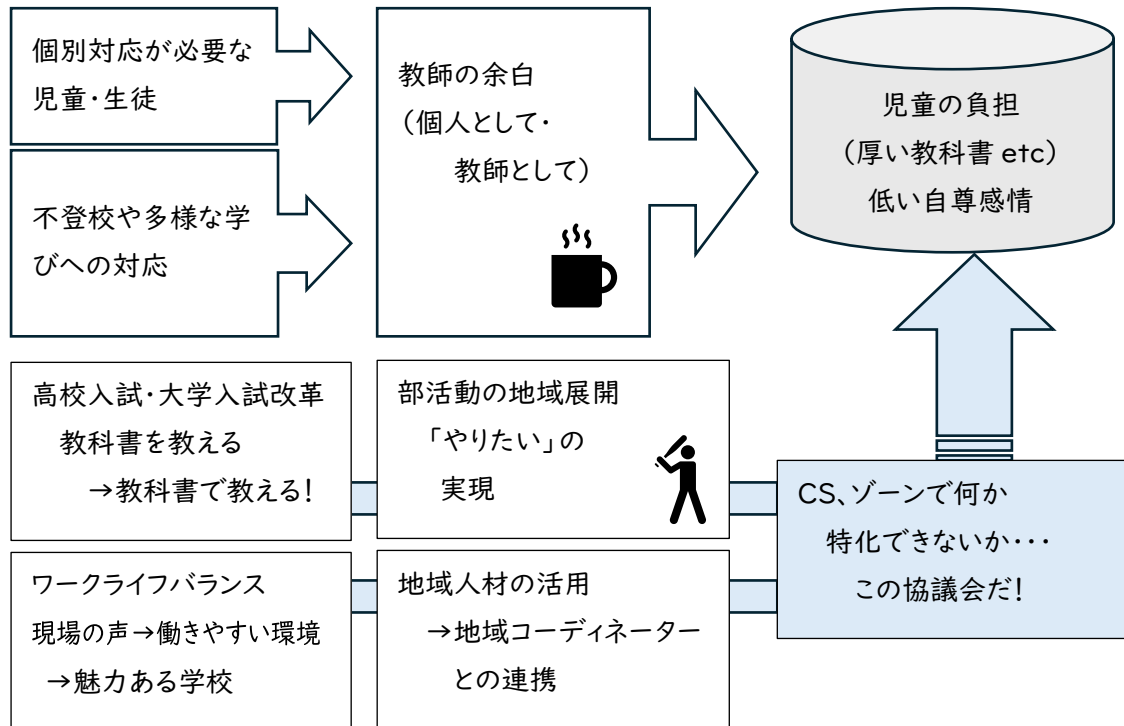 個別対応が必要な
児童・生徒
不登校や多様な学
びへの対応
教師の余白
（個人として・
教師として）
児童の負担
（厚い教科書 etc）
低い自尊感情
高校入試・大学入試改革
教科書を教える
→教科書で教える！
部活動の地域展開
「やりたい」の
実現
ワークライフバランス
現場の声→働きやすい環境
→魅力ある学校
地域人材の活用
→地域コーディネーター
との連携
CS、ゾーンで何か
特化できないか・・・
この協議会だ！